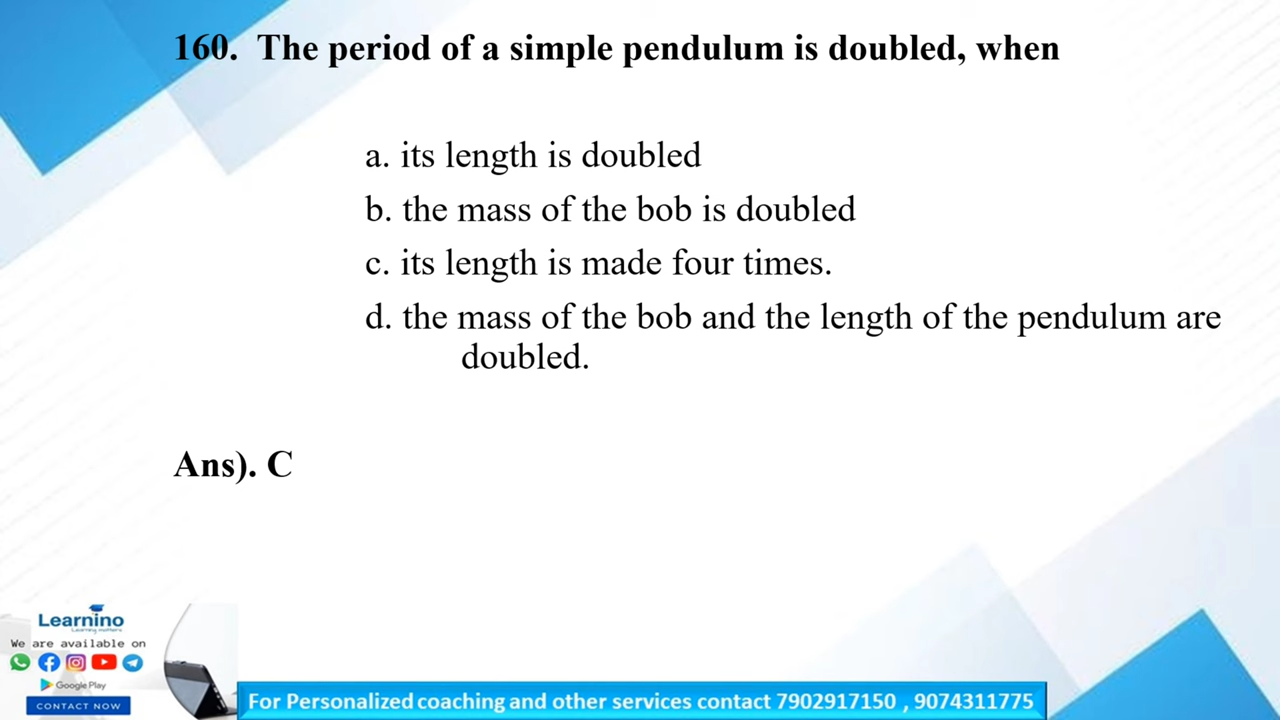 160. The period of a simple pendulum is doubled, when
a. its length is doubled
b. the mass of the bob is doubled
c. its length is made four times.
d. the mass of the bob and the length of the pendulum are
doubled.
Ans). C
Learnino
Learning matters
We are available on
Google Play
CONTACT NOW
For Personalized coaching and other services contact 7902917150 , 9074311775